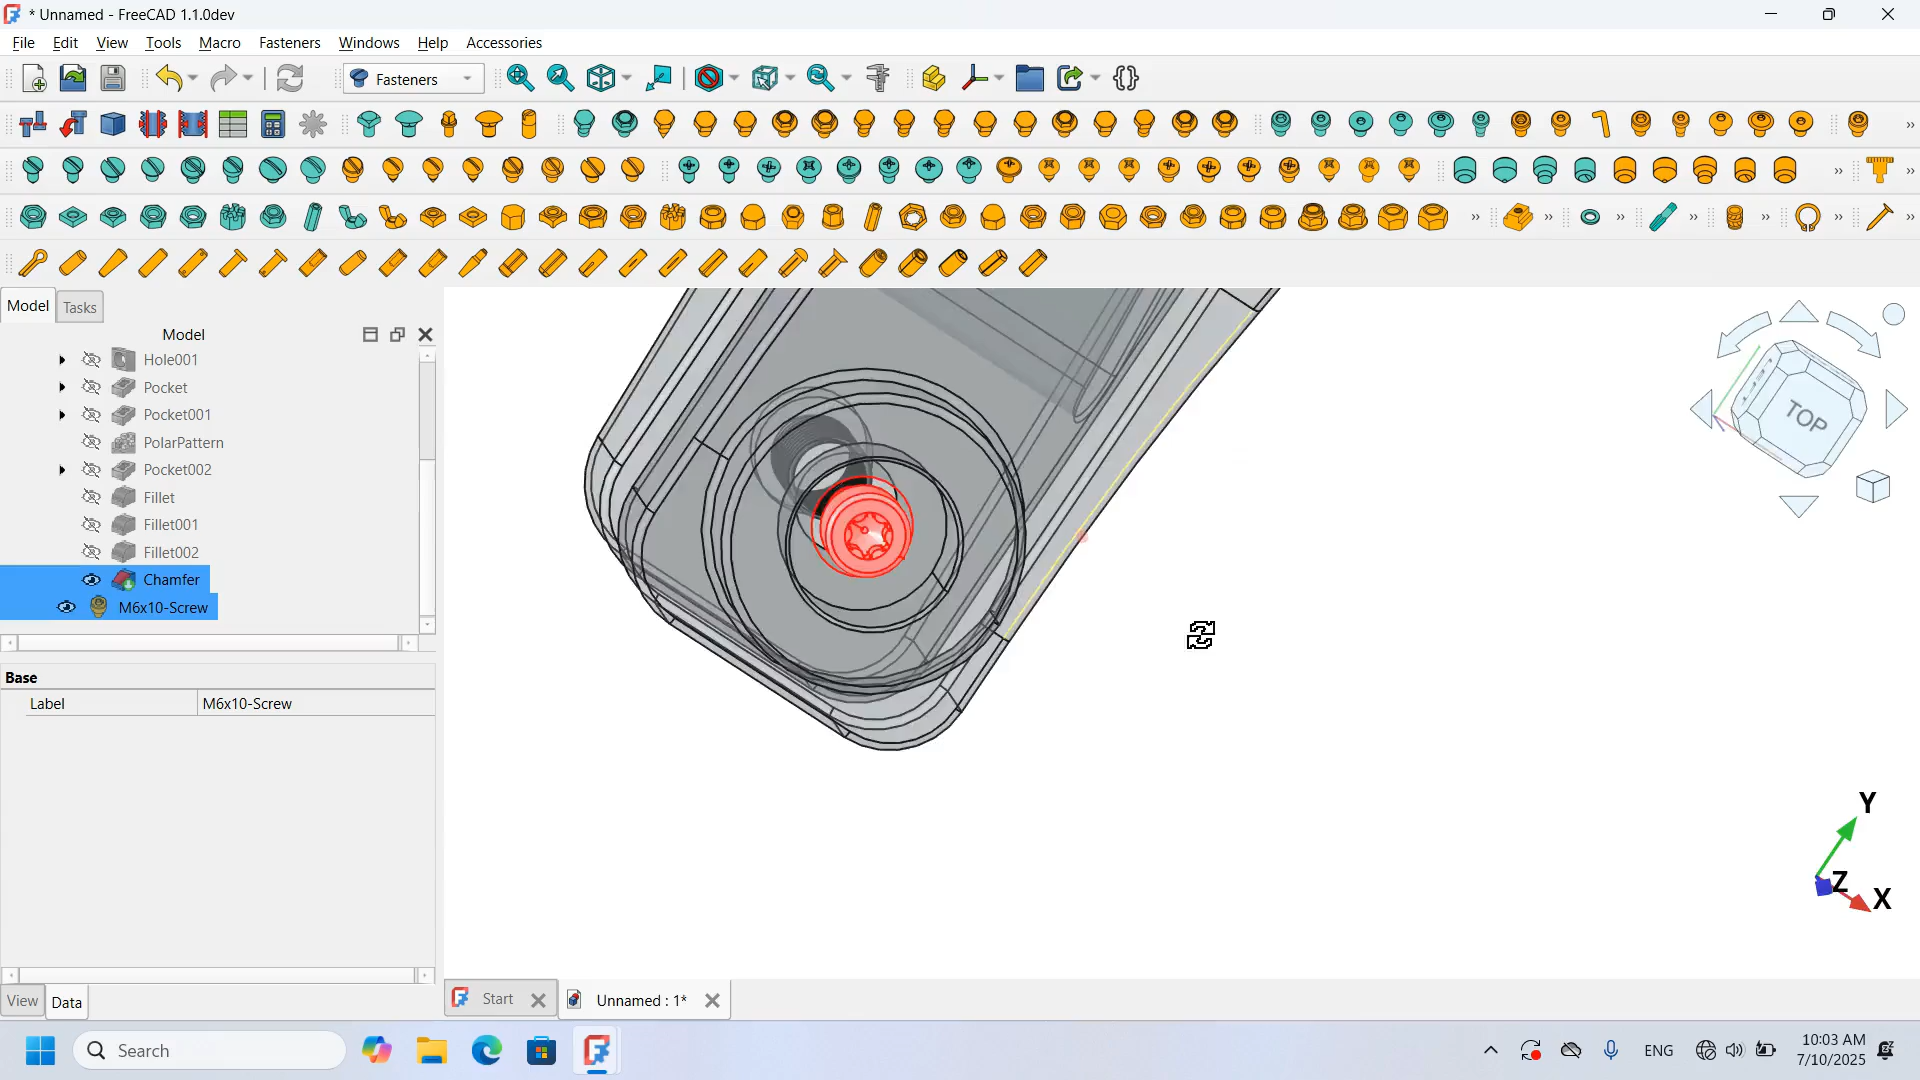 * Unnamed - FreeCAD 1.1.0dev
File Edit View Tools Macro Fasteners Windows Help Accessories
Fasteners
Model Tasks
Model
Hole001
Pocket
Pocket001
PolarPattern
Pocket002
Fillet
Fillet001
Fillet002
Chamfer
M6x10-Screw
Base
Label M6x10-Screw
View Data
TOP
Y
Z
X
Start
Unnamed : 1*
Search
ENG
10:03 AM
7/10/2025